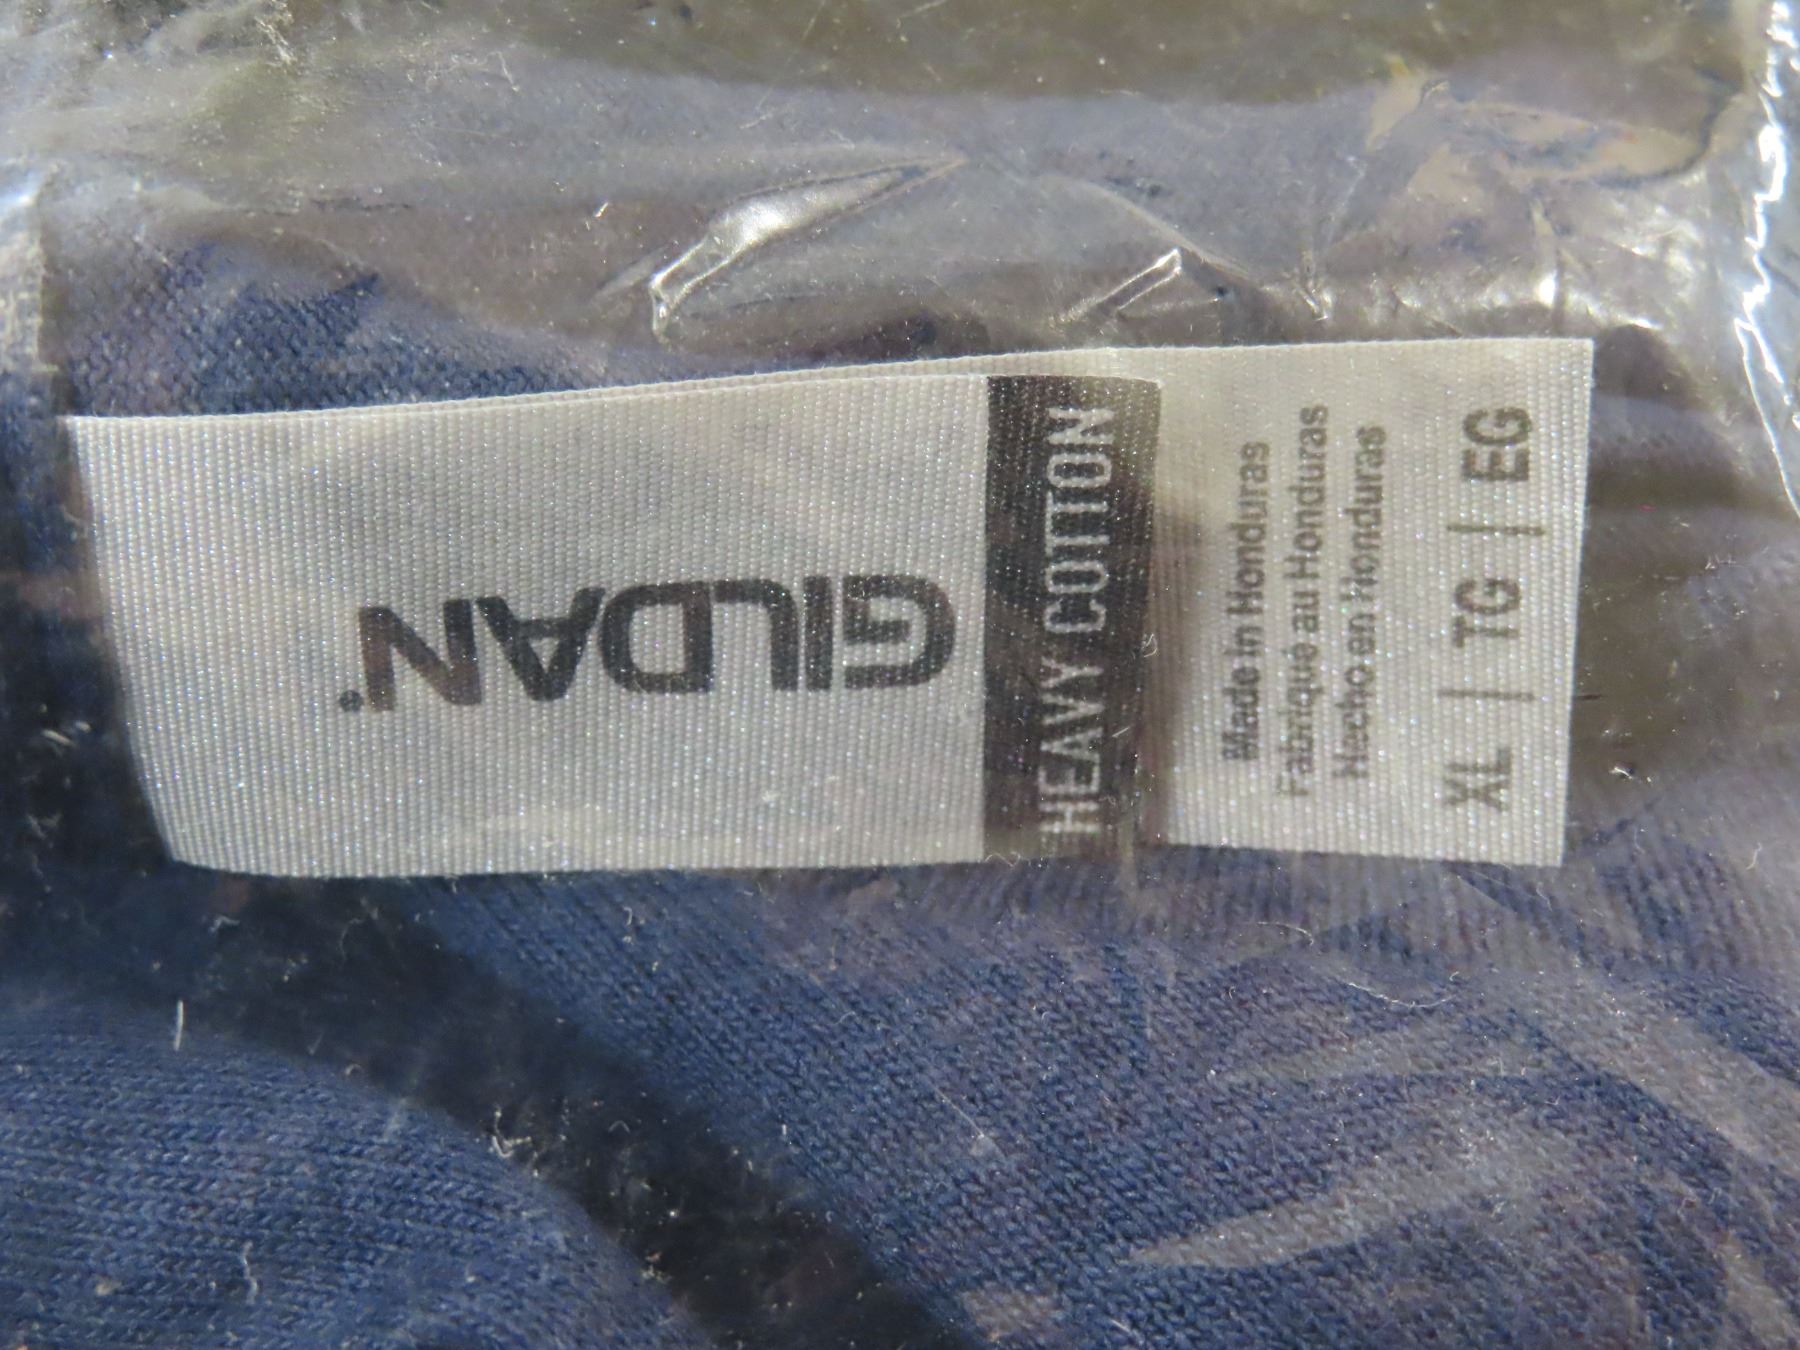 GILDAN®
HEAVY COTTON
Made in Honduras
Fabriqué au Honduras
Hecho en Honduras
XL | TG | EG